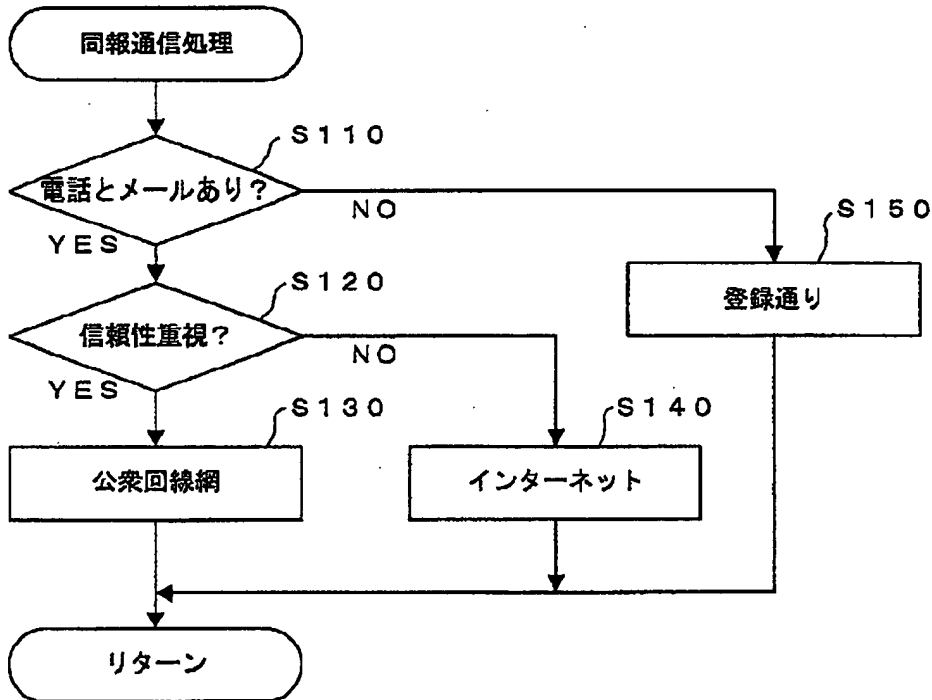 同報通信処理
S110
電話とメールあり?
NO
YES
S150
登録通り
S120
信頼性重視?
NO
YES
S130
公衆回線網
S140
インターネット
リターン